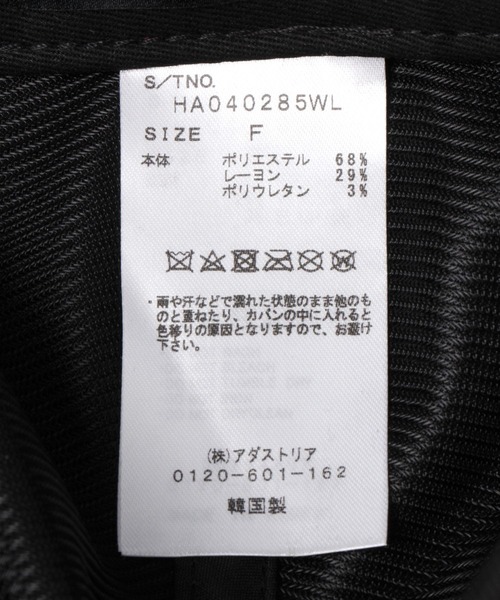 S/TNO.
HA040285WL
SIZE F
本体 ポリエステル 68%
レーヨン 29%
ポリウレタン 3%
・雨や汗などで濡れた状態のまま他のも
のと重ねたり、カバンの中に入れると
色移りの原因となりますので、お避け
下さい。
(株)アダストリア
0120-601-162
韓国製